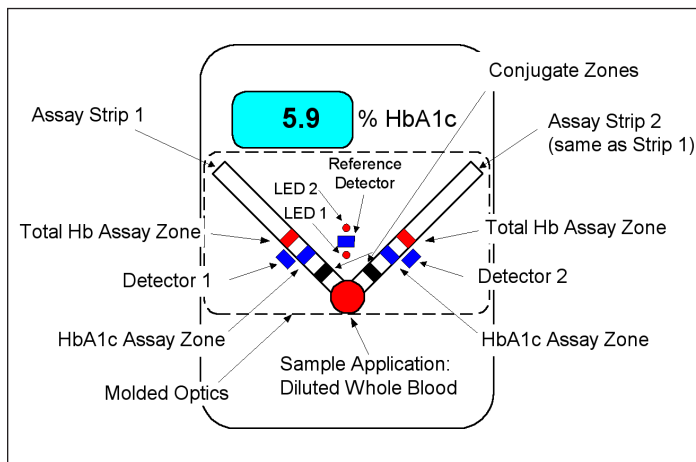 Conjugate Zones
Assay Strip 1
5.9 % HbA1c
Assay Strip 2
(same as Strip 1)
Reference
Detector
LED 2
LED 1
Total Hb Assay Zone
Total Hb Assay Zone
Detector 1
Detector 2
HbA1c Assay Zone
HbA1c Assay Zone
Sample Application:
Diluted Whole Blood
Molded Optics